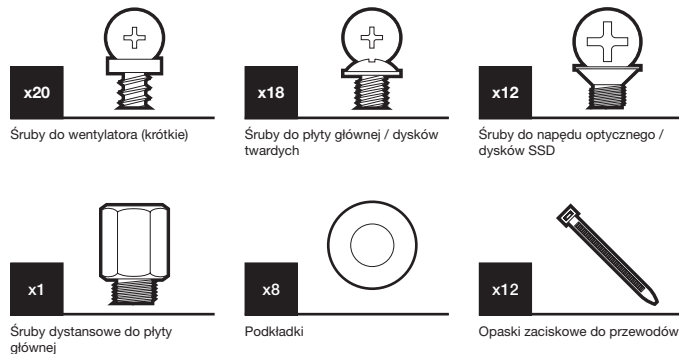 x20
Śruby do wentylatora (krótkie)
x18
Śruby do płyty głównej / dysków
twardych
x12
Śruby do napędu optycznego /
dysków SSD
x1
Śruby dystansowe do płyty
głównej
x8
Podkładki
x12
Opaski zaciskowe do przewodów